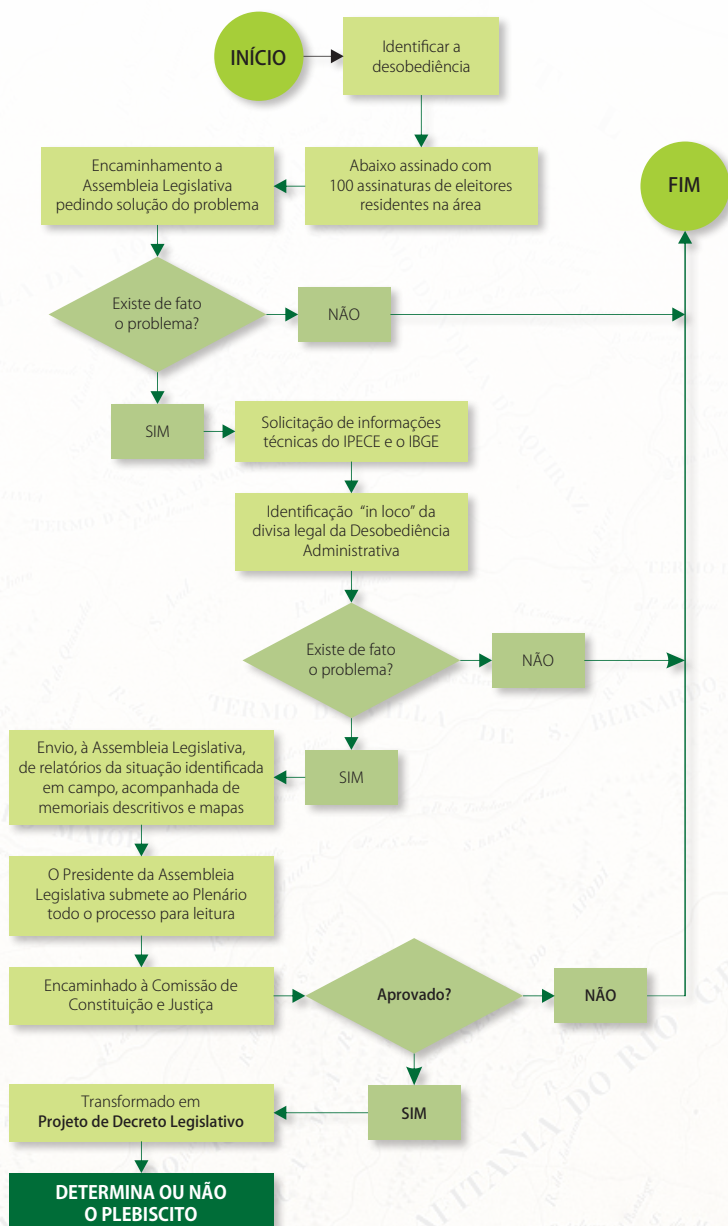 INÍCIO
Identificar a
desobediência
Abaixo assinado com
100 assinaturas de eleitores
residentes na área
Encaminhamento a
Assembleia Legislativa
pedindo solução do problema
FIM
Existe de fato
o problema?
NÃO
SIM
Solicitação de informações
técnicas do IPECE e o IBGE
Identificação “in loco” da
divisa legal da Desobediência
Administrativa
Existe de fato
o problema?
NÃO
SIM
Envio, à Assembleia Legislativa,
de relatórios da situação identificada
em campo, acompanhada de
memoriais descritivos e mapas
O Presidente da Assembleia
Legislativa submete ao Plenário
todo o processo para leitura
Encaminhado à Comissão de
Constituição e Justiça
Aprovado?
NÃO
SIM
Transformado em
Projeto de Decreto Legislativo
DETERMINA OU NÃO
O PLEBISCITO